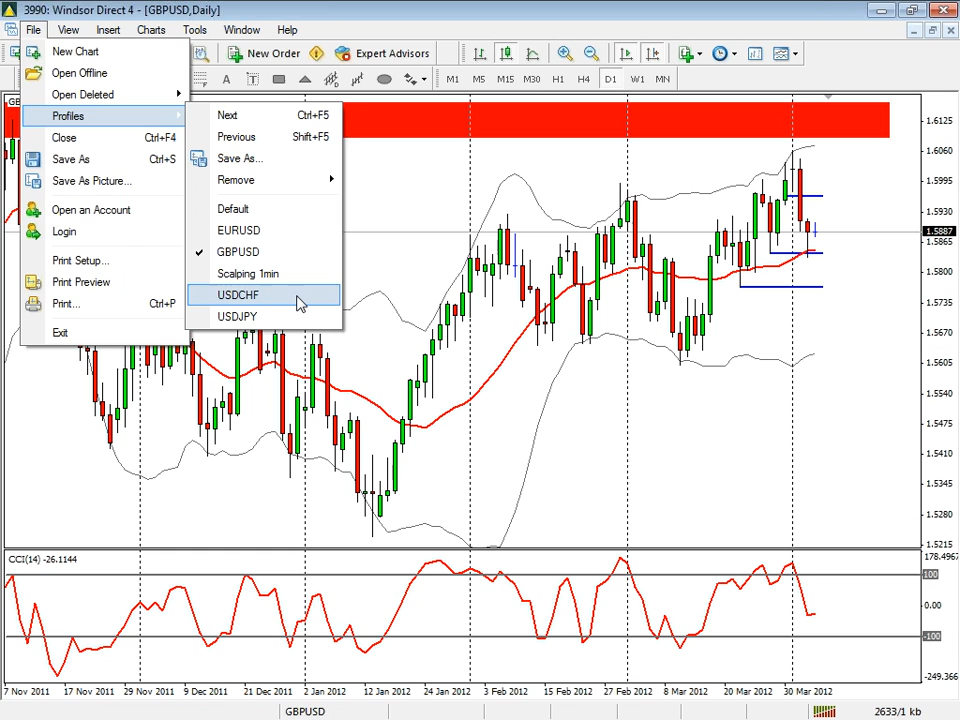 3990: Windsor Direct 4 - [GBPUSD,Daily]
File View Insert Charts Tools Window Help
New Order Expert Advisors
A T M1 M5 M15 M30 H1 H4 D1 W1 MN
New Chart
Open Offline
Open Deleted
Profiles
Close Ctrl+F4
Save As Ctrl+S
Save As Picture...
Open an Account
Login
Print Setup...
Print Preview
Print... Ctrl+P
Exit
Next Ctrl+F5
Previous Shift+F5
Save As...
Remove
Default
EURUSD
GBPUSD
Scalping 1min
USDCHF
USDJPY
1.6125
1.6060
1.5995
1.5930
1.5887
1.5865
1.5800
1.5735
1.5670
1.5605
1.5540
1.5475
1.5410
1.5345
1.5280
1.5215
CCI(14) -26.1144
178.4967
100
0.00
-100
-249.366
7 Nov 2011 17 Nov 2011 29 Nov 2011 9 Dec 2011 21 Dec 2011 2 Jan 2012 12 Jan 2012 24 Jan 2012 3 Feb 2012 15 Feb 2012 27 Feb 2012 8 Mar 2012 20 Mar 2012 30 Mar 2012
GBPUSD 2633/1 kb